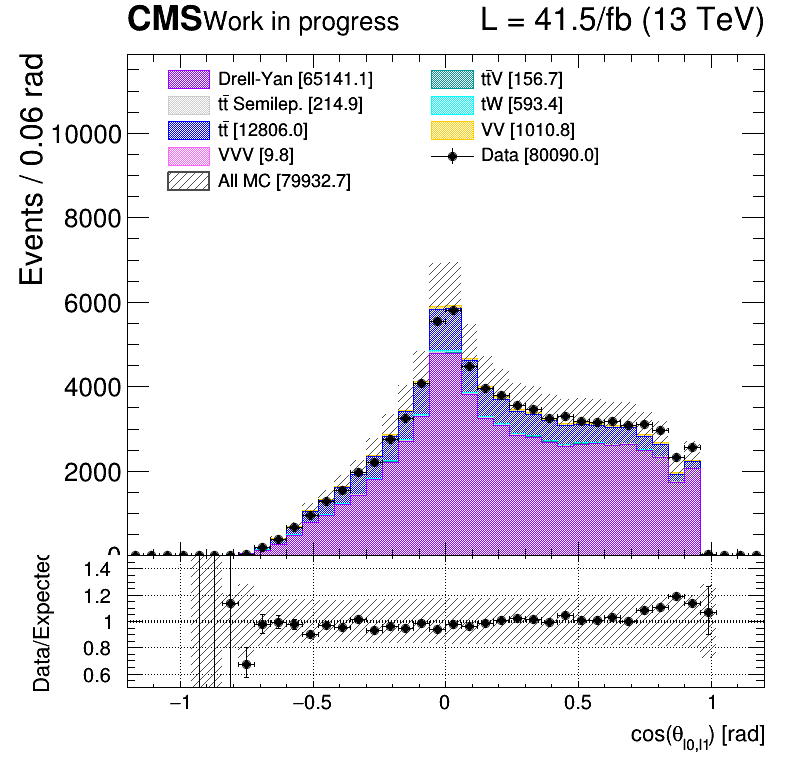 CMS Work in progress L = 41.5/fb (13 TeV)
Drell-Yan [65141.1]
tt̄ Semilep. [214.9]
tt̄ [12806.0]
VVV [9.8]
All MC [79932.7]
tt̄V [156.7]
tW [593.4]
VV [1010.8]
Data [80090.0]
Events / 0.06 rad
10000
8000
6000
4000
2000
0
Data/Expected
1.4
1.2
1
0.8
0.6
−1 −0.5 0 0.5 1
cos(θ_l0,l1) [rad]